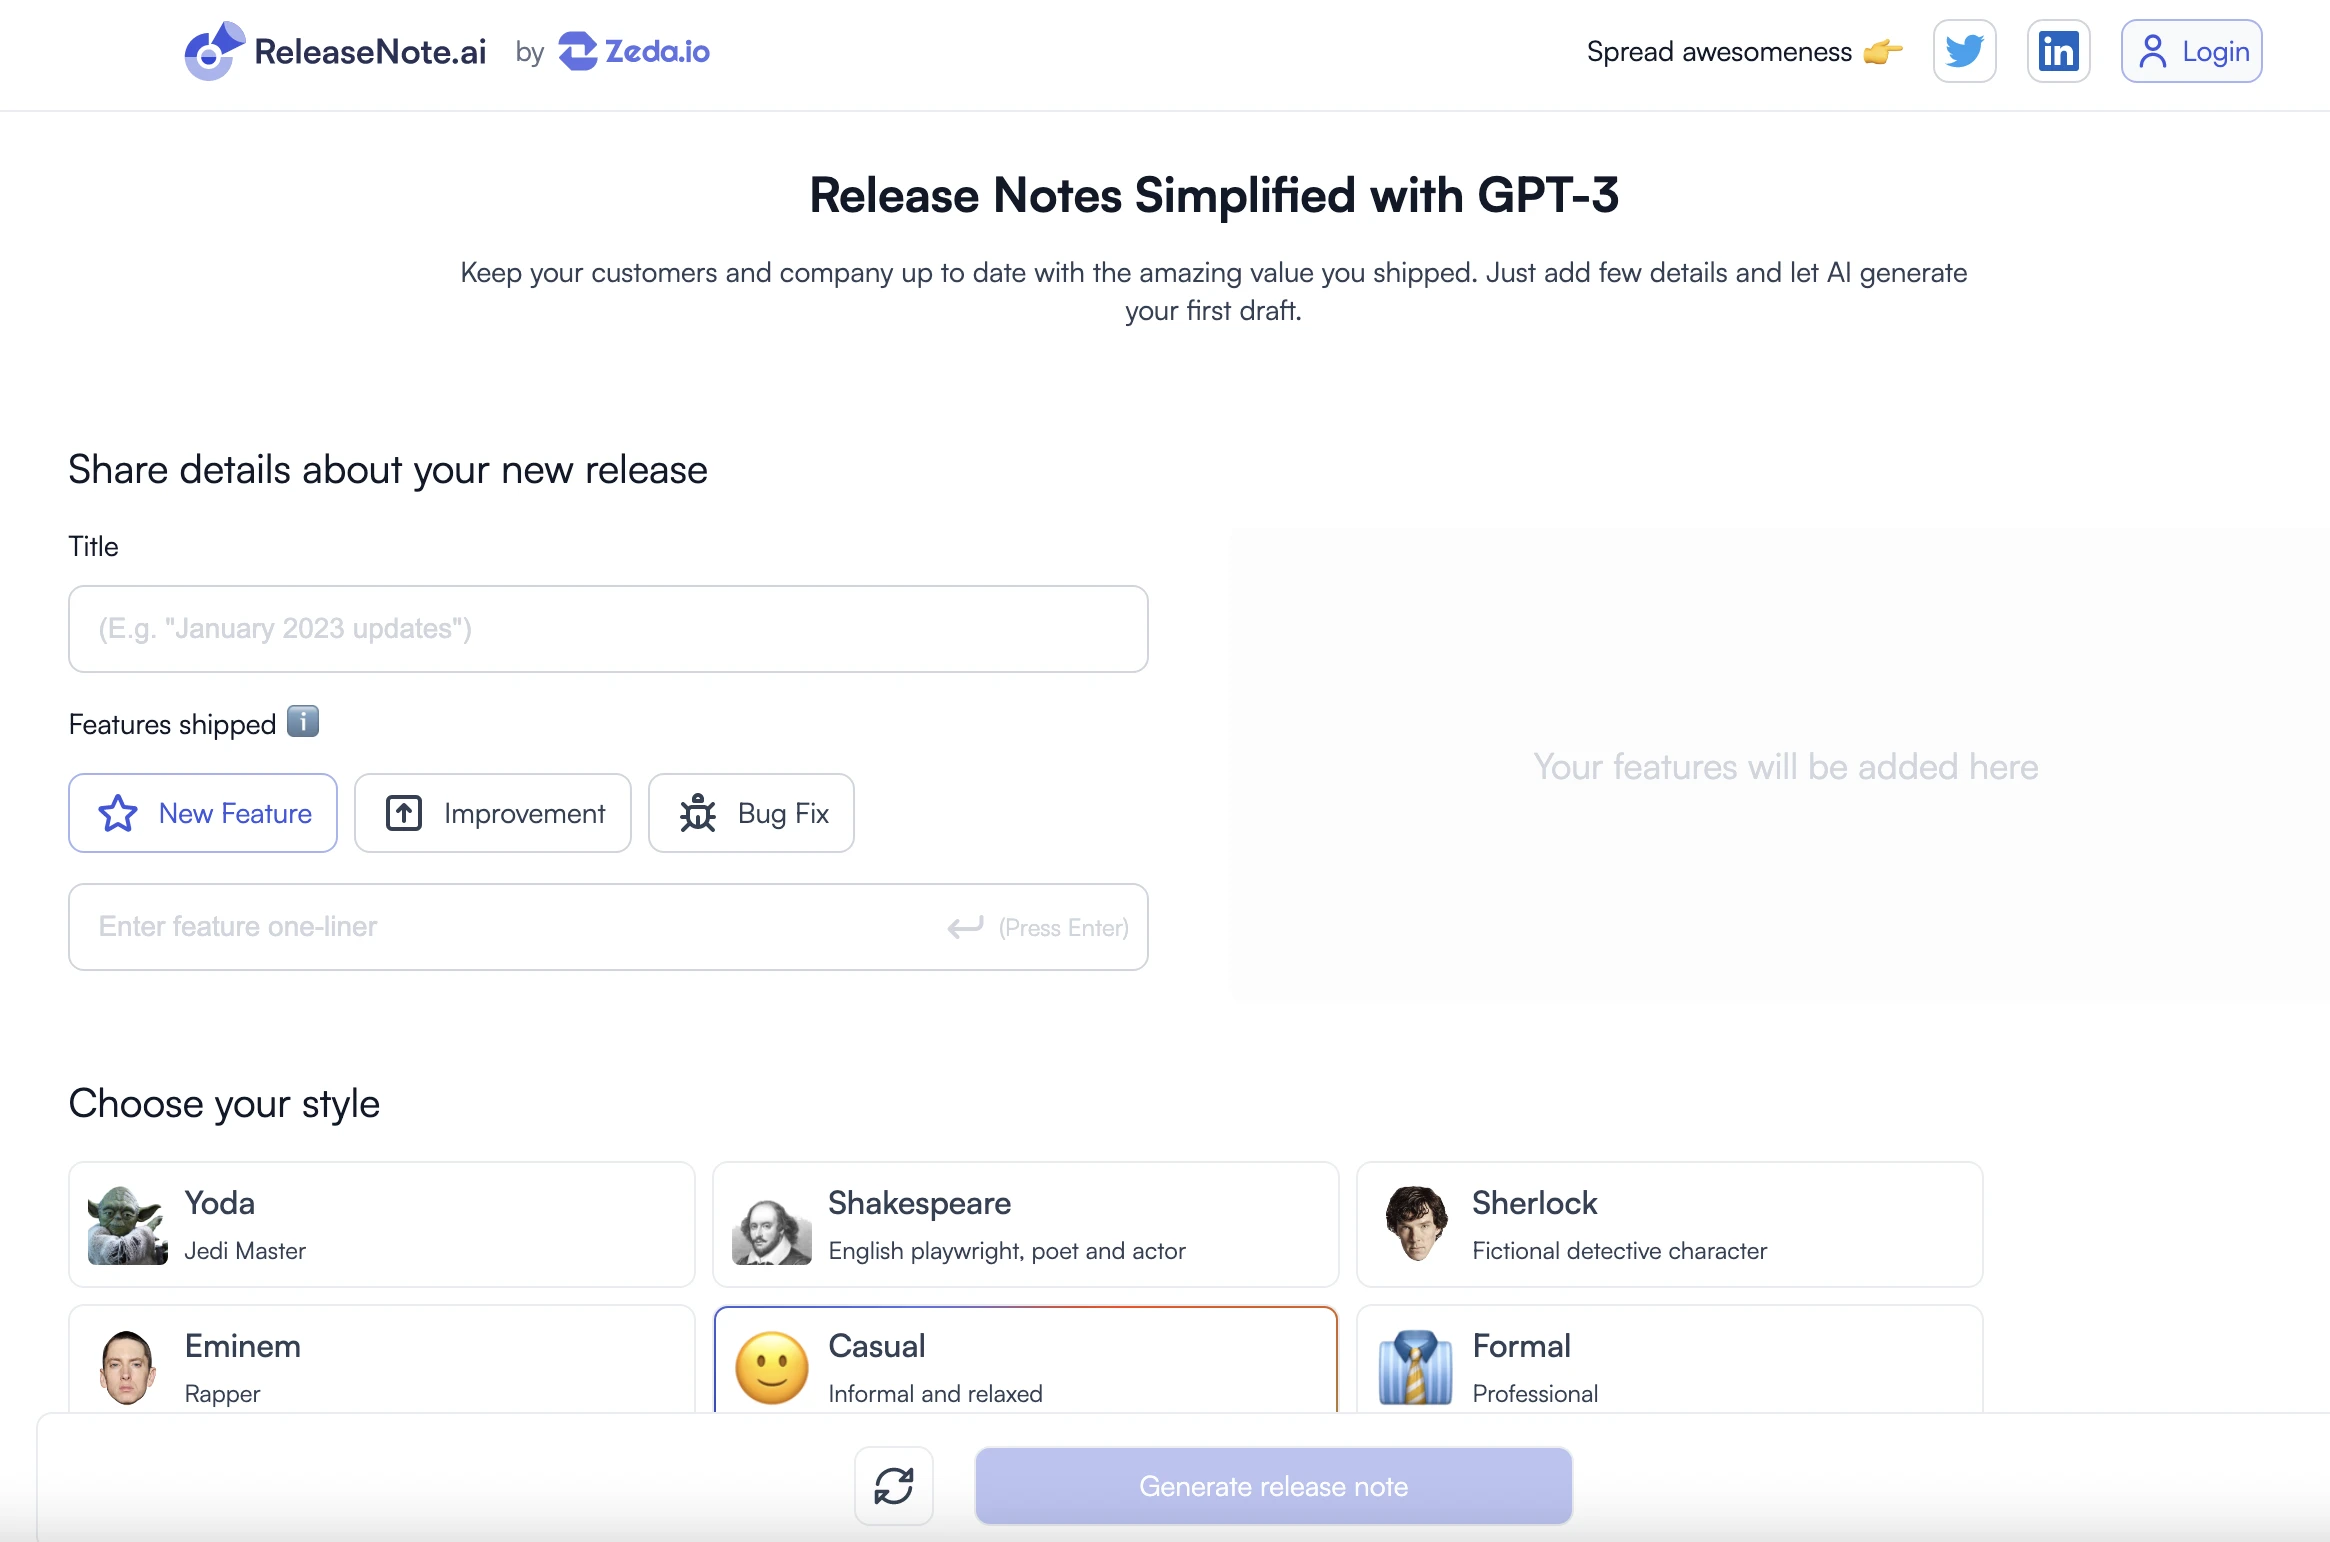 ReleaseNote.ai by Zeda.io
Spread awesomeness 👉
in
Login
Release Notes Simplified with GPT-3
Keep your customers and company up to date with the amazing value you shipped. Just add few details and let AI generate
your first draft.
Share details about your new release
Title
(E.g. "January 2023 updates")
Features shipped ℹ️
New Feature
Improvement
Bug Fix
Enter feature one-liner
(Press Enter)
Your features will be added here
Choose your style
Yoda
Jedi Master
Shakespeare
English playwright, poet and actor
Sherlock
Fictional detective character
Eminem
Rapper
Casual
Informal and relaxed
Formal
Professional
Generate release note